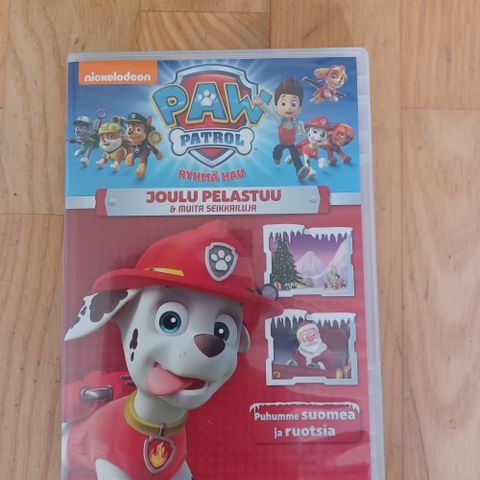 nickelodeon
PAW
PATROL
RYHMÄ HAU
JOULU PELASTUU
& MUITA SEIKKAILUJA
Puhumme suomea
ja ruotsia